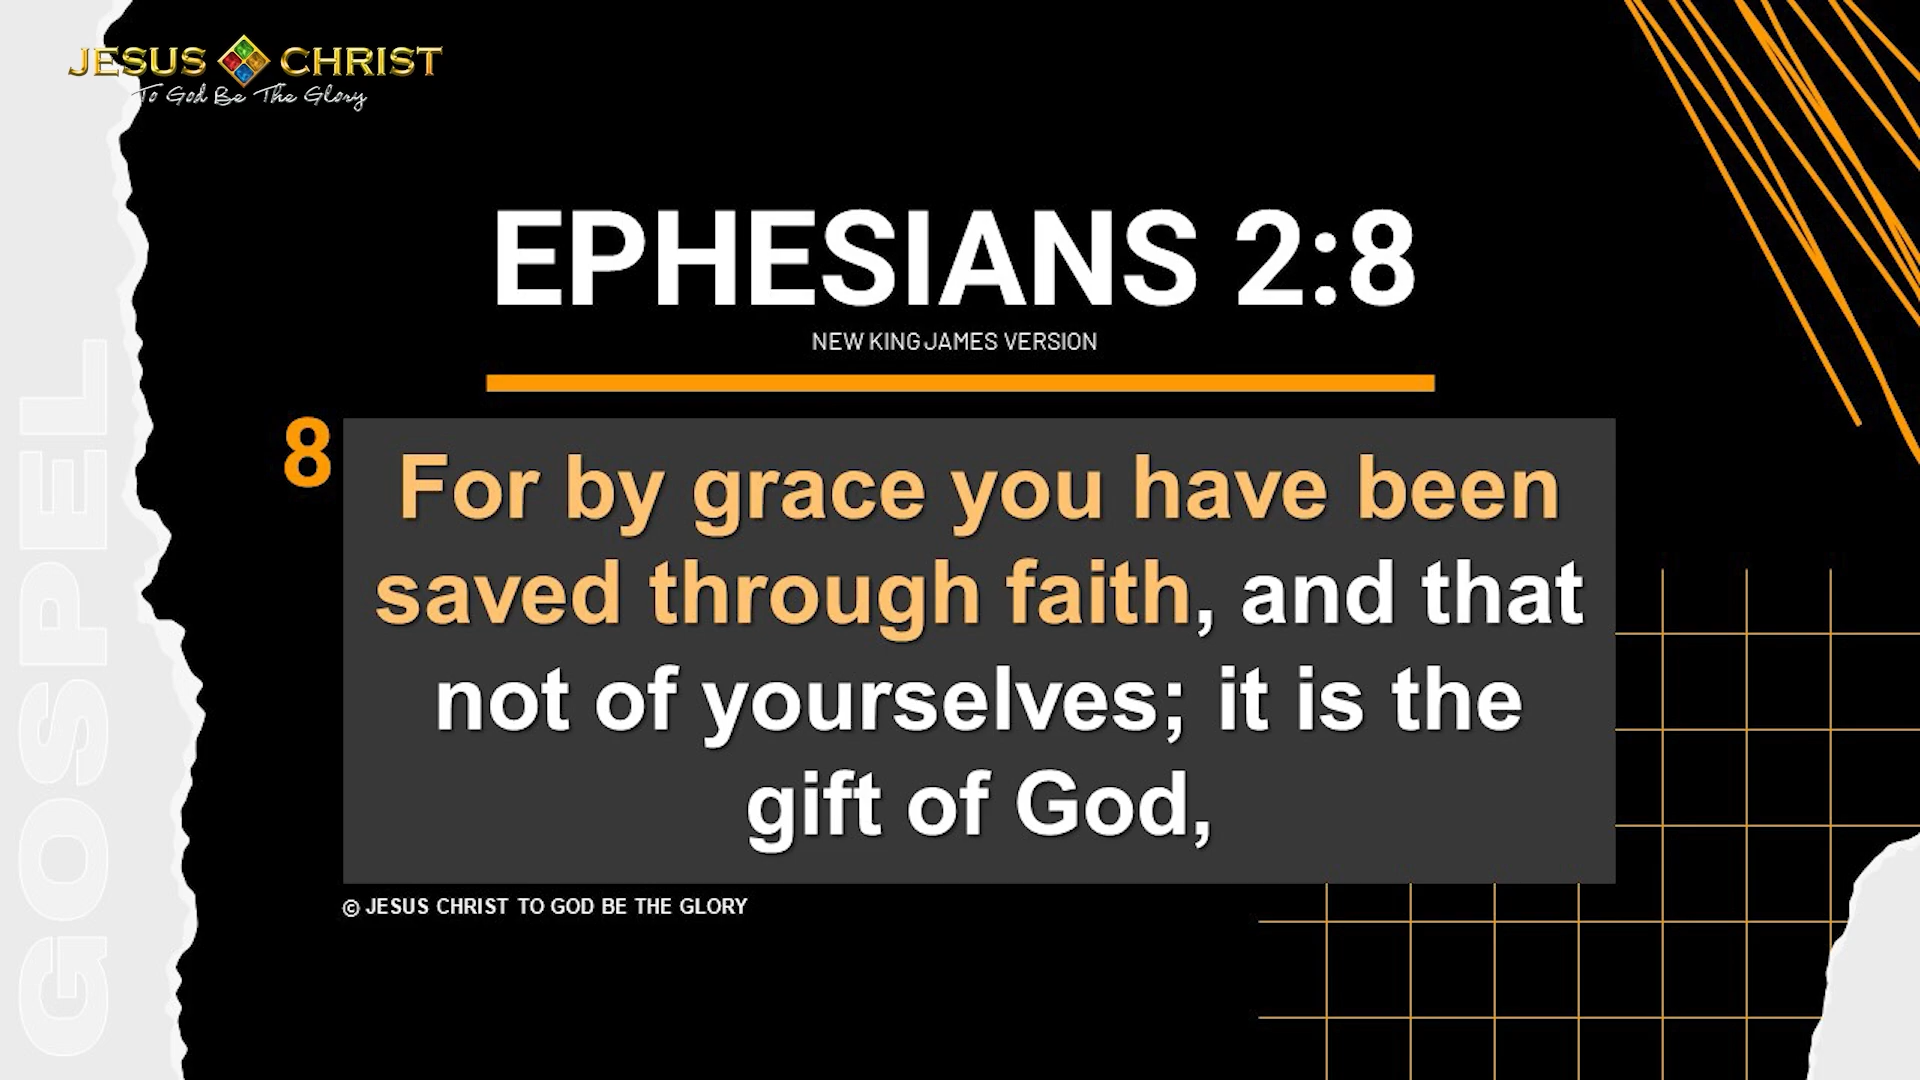 JESUS CHRIST
To God Be The Glory
EPHESIANS 2:8
NEW KING JAMES VERSION
8 For by grace you have been
saved through faith, and that
not of yourselves; it is the
gift of God,
© JESUS CHRIST TO GOD BE THE GLORY
GOSPEL